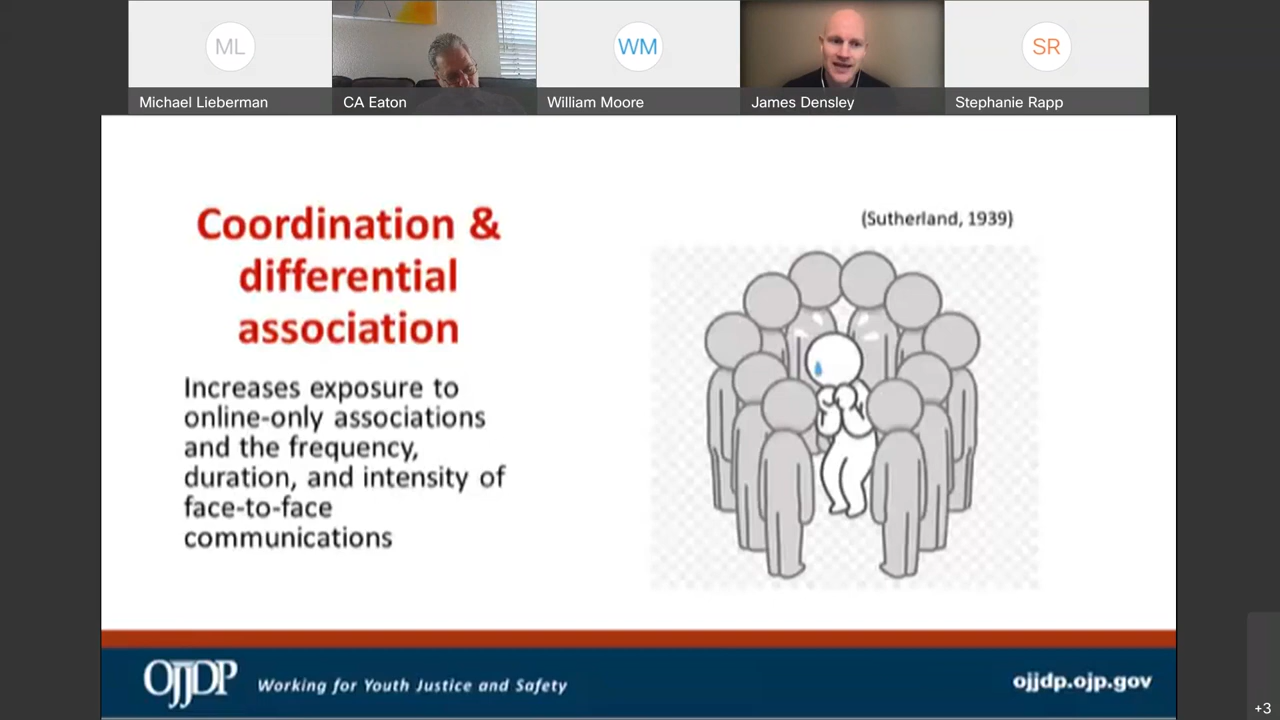 ML
WM
SR
Michael Lieberman
CA Eaton
William Moore
James Densley
Stephanie Rapp
Coordination &
differential
association
(Sutherland, 1939)
Increases exposure to
online-only associations
and the frequency,
duration, and intensity of
face-to-face
communications
OJJDP
Working for Youth Justice and Safety
ojjdp.ojp.gov
+3